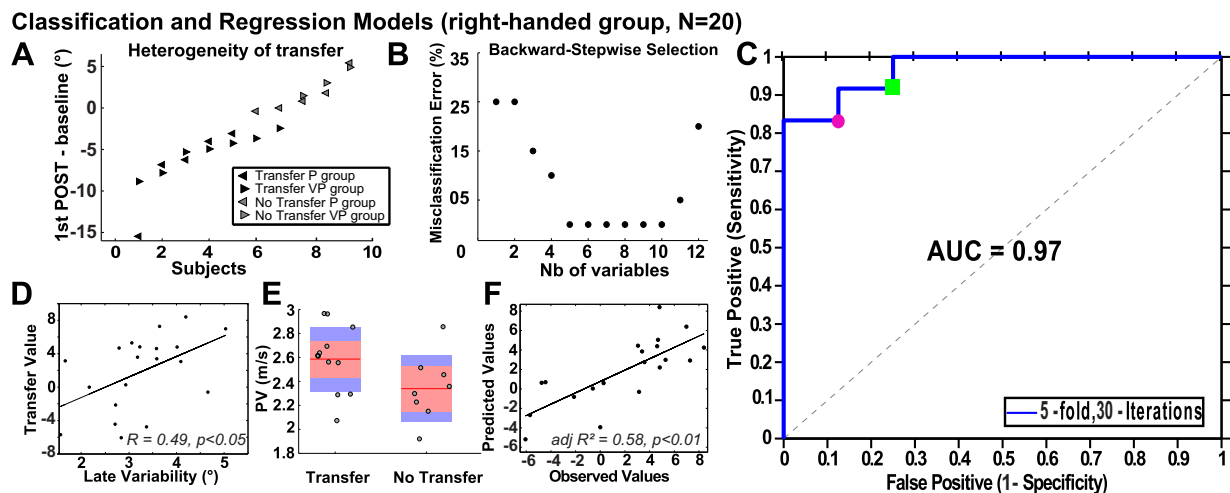 Classification and Regression Models (right-handed group, N=20)
A
Heterogeneity of transfer
1st POST - baseline (°)
5
0
-5
-10
-15
0 2 4 6 8 10
Subjects
Transfer P group
Transfer VP group
No Transfer P group
No Transfer VP group
B
Backward-Stepwise Selection
Misclassification Error (%)
35
25
15
05
0
0 2 4 6 8 10 12
Nb of variables
C
True Positive (Sensitivity)
1
0.9
0.8
0.7
0.6
0.5
0.4
0.3
0.2
0.1
0
AUC = 0.97
5 -fold,30 - Iterations
0 0.1 0.2 0.3 0.4 0.5 0.6 0.7 0.8 0.9 1
False Positive (1- Specificity)
D
Transfer Value
8
4
0
-4
-8
R = 0.49, p<0.05
2 3 4 5
Late Variability (°)
E
PV (m/s)
3
2.8
2.6
2.4
2.2
2
1.8
Transfer No Transfer
F
Predicted Values
8
6
4
2
0
-2
-4
-6
adj R² = 0.58, p<0.01
-6 -4 -2 0 2 4 6 8
Observed Values